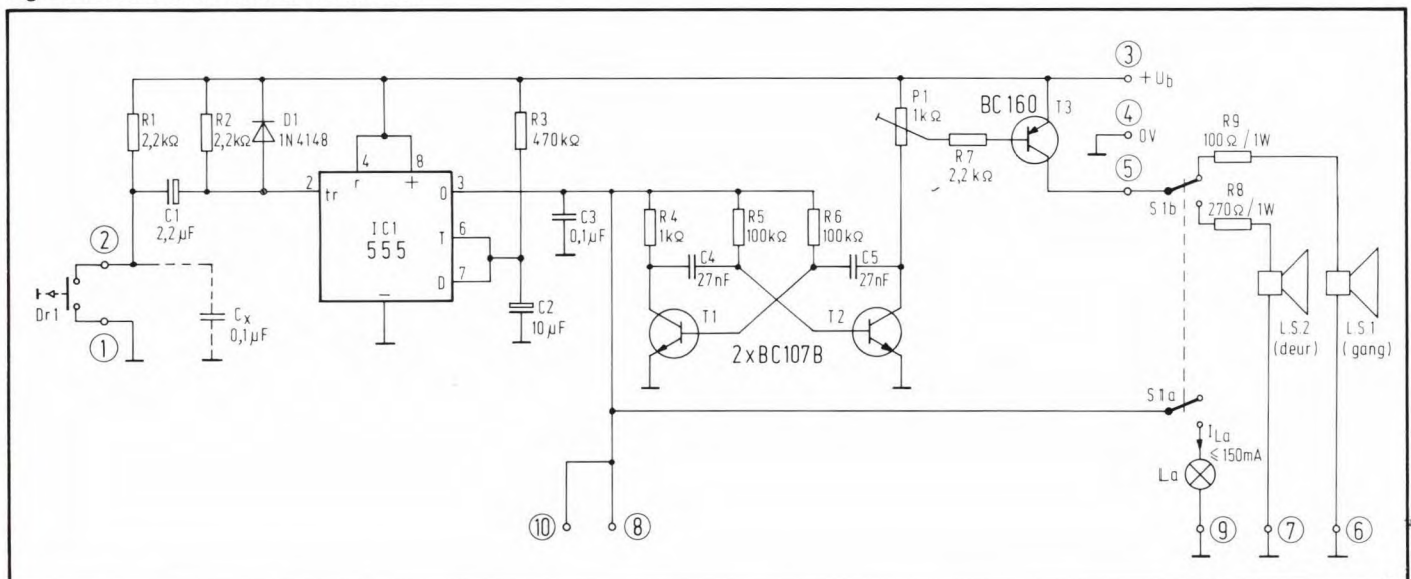 R1
2,2kΩ
R2
2,2kΩ
D1
1N4148
C1
2,2µF
2
1
Dr1
Cx
0,1µF
4
8
r
+
2
tr
IC1
555
O
3
T
6
D
7
–
R3
470kΩ
C2
10µF
C3
0,1µF
R4
1kΩ
R5
100kΩ
R6
100kΩ
C4
27nF
C5
27nF
T1
T2
2xBC107B
P1
1kΩ
R7
2,2kΩ
BC160
T3
3
+Ub
4
0V
5
S1b
R9
100Ω/1W
R8
270Ω/1W
L.S.2
(deur)
L.S.1
(gang)
S1a
ILa
≤150mA
La
10
8
9
7
6